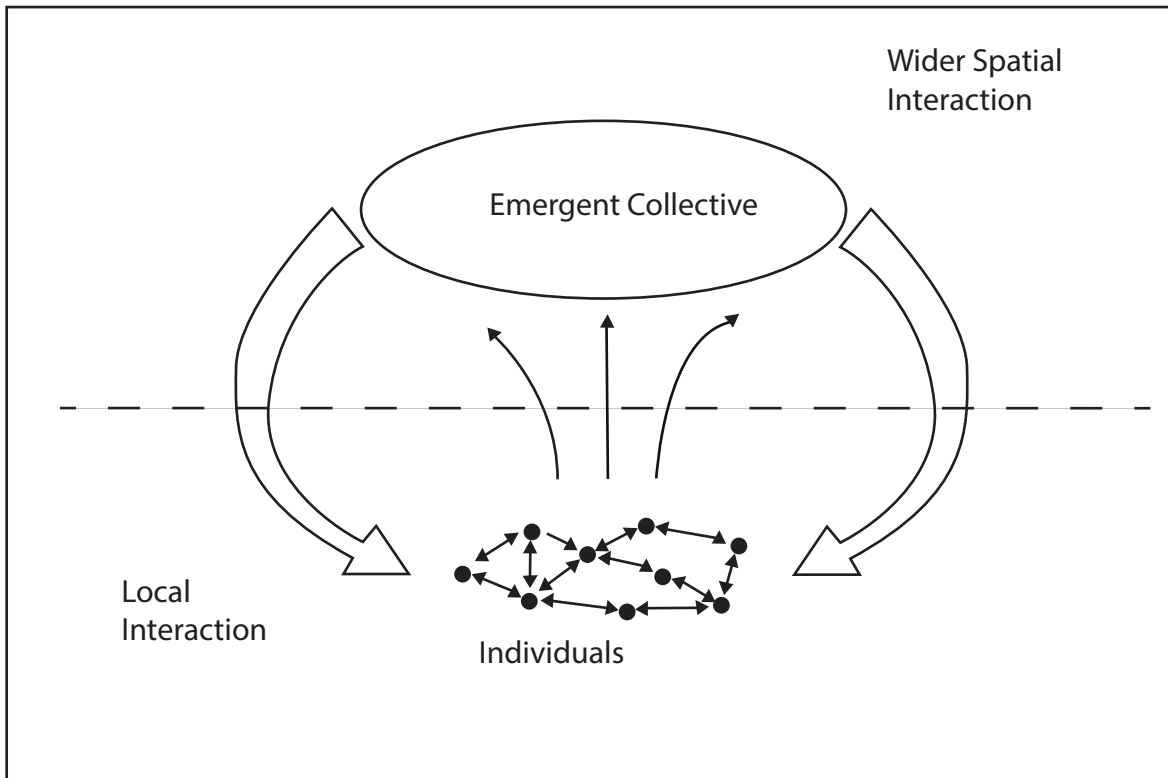 Wider Spatial
Interaction
Emergent Collective
Local
Interaction
Individuals